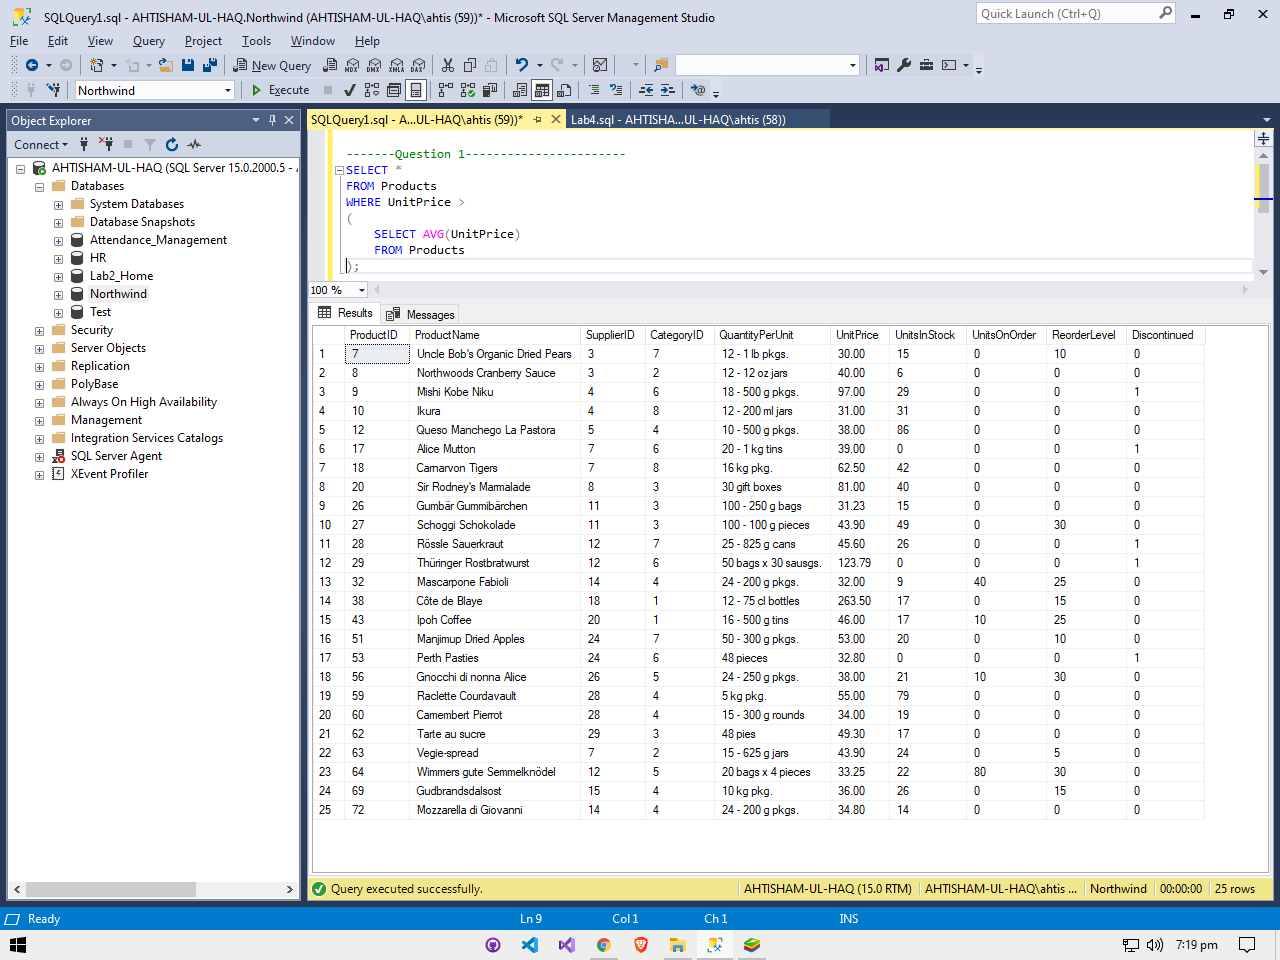 SQLQuery1.sql - AHTISHAM-UL-HAQ.Northwind (AHTISHAM-UL-HAQ\ahtis (59))* - Microsoft SQL Server Management Studio
Quick Launch (Ctrl+Q)
File Edit View Query Project Tools Window Help
New Query MDX DMX XMLA DAX
Northwind Execute
Object Explorer
SQLQuery1.sql - A...UL-HAQ\ahtis (59))* Lab4.sql - AHTISHA...UL-HAQ\ahtis (58))
Connect
AHTISHAM-UL-HAQ (SQL Server 15.0.2000.5 - A
Databases
System Databases
Database Snapshots
Attendance_Management
HR
Lab2_Home
Northwind
Test
Security
Server Objects
Replication
PolyBase
Always On High Availability
Management
Integration Services Catalogs
SQL Server Agent
XEvent Profiler
-------Question 1-----------------------
SELECT *
FROM Products
WHERE UnitPrice >
(
SELECT AVG(UnitPrice)
FROM Products
);
100 %
Results Messages
ProductID ProductName SupplierID CategoryID QuantityPerUnit UnitPrice UnitsInStock UnitsOnOrder ReorderLevel Discontinued
1 7 Uncle Bob's Organic Dried Pears 3 7 12 - 1 lb pkgs. 30.00 15 0 10 0
2 8 Northwoods Cranberry Sauce 3 2 12 - 12 oz jars 40.00 6 0 0 0
3 9 Mishi Kobe Niku 4 6 18 - 500 g pkgs. 97.00 29 0 0 1
4 10 Ikura 4 8 12 - 200 ml jars 31.00 31 0 0 0
5 12 Queso Manchego La Pastora 5 4 10 - 500 g pkgs. 38.00 86 0 0 0
6 17 Alice Mutton 7 6 20 - 1 kg tins 39.00 0 0 0 1
7 18 Carnarvon Tigers 7 8 16 kg pkg. 62.50 42 0 0 0
8 20 Sir Rodney's Marmalade 8 3 30 gift boxes 81.00 40 0 0 0
9 26 Gumbär Gummibärchen 11 3 100 - 250 g bags 31.23 15 0 0 0
10 27 Schoggi Schokolade 11 3 100 - 100 g pieces 43.90 49 0 30 0
11 28 Rössle Sauerkraut 12 7 25 - 825 g cans 45.60 26 0 0 1
12 29 Thüringer Rostbratwurst 12 6 50 bags x 30 sausgs. 123.79 0 0 0 1
13 32 Mascarpone Fabioli 14 4 24 - 200 g pkgs. 32.00 9 40 25 0
14 38 Côte de Blaye 18 1 12 - 75 cl bottles 263.50 17 0 15 0
15 43 Ipoh Coffee 20 1 16 - 500 g tins 46.00 17 10 25 0
16 51 Manjimup Dried Apples 24 7 50 - 300 g pkgs. 53.00 20 0 10 0
17 53 Perth Pasties 24 6 48 pieces 32.80 0 0 0 1
18 56 Gnocchi di nonna Alice 26 5 24 - 250 g pkgs. 38.00 21 10 30 0
19 59 Raclette Courdavault 28 4 5 kg pkg. 55.00 79 0 0 0
20 60 Camembert Pierrot 28 4 15 - 300 g rounds 34.00 19 0 0 0
21 62 Tarte au sucre 29 3 48 pies 49.30 17 0 0 0
22 63 Vegie-spread 7 2 15 - 625 g jars 43.90 24 0 5 0
23 64 Wimmers gute Semmelknödel 12 5 20 bags x 4 pieces 33.25 22 80 30 0
24 69 Gudbrandsdalsost 15 4 10 kg pkg. 36.00 26 0 15 0
25 72 Mozzarella di Giovanni 14 4 24 - 200 g pkgs. 34.80 14 0 0 0
Query executed successfully. AHTISHAM-UL-HAQ (15.0 RTM) AHTISHAM-UL-HAQ\ahtis ... Northwind 00:00:00 25 rows
Ready Ln 9 Col 1 Ch 1 INS
7:19 pm